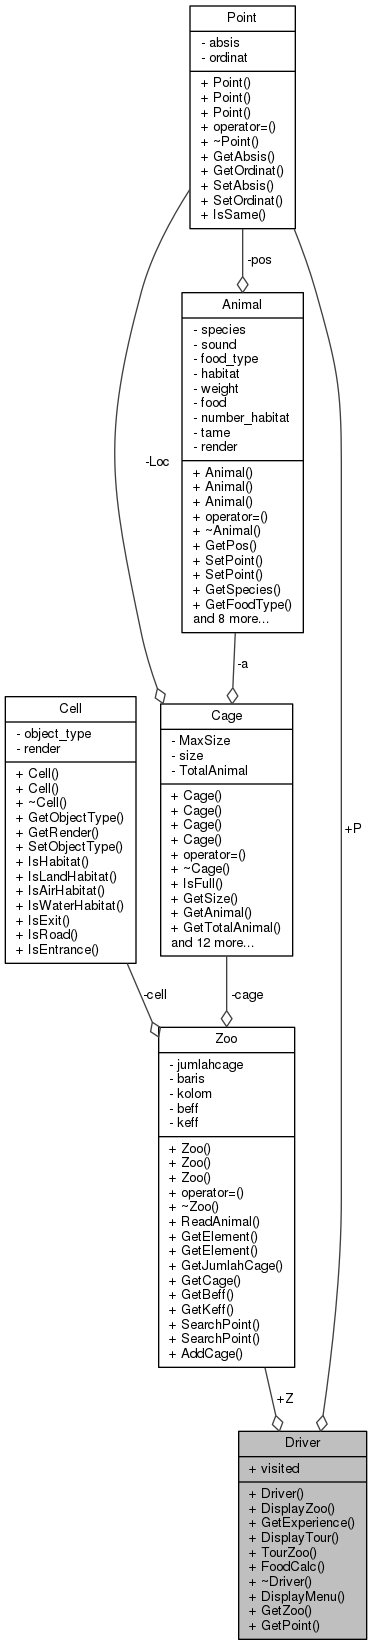 Point
- absis
- ordinat
+ Point()
+ Point()
+ Point()
+ operator=()
+ ~Point()
+ GetAbsis()
+ GetOrdinat()
+ SetAbsis()
+ SetOrdinat()
+ IsSame()
-pos
Animal
- species
- sound
- food_type
- habitat
- weight
- food
- number_habitat
- tame
- render
+ Animal()
+ Animal()
+ Animal()
+ operator=()
+ ~Animal()
+ GetPos()
+ SetPoint()
+ SetPoint()
+ GetSpecies()
+ GetFoodType()
and 8 more...
-Loc
-a
Cell
- object_type
- render
+ Cell()
+ Cell()
+ ~Cell()
+ GetObjectType()
+ GetRender()
+ SetObjectType()
+ IsHabitat()
+ IsLandHabitat()
+ IsAirHabitat()
+ IsWaterHabitat()
+ IsExit()
+ IsRoad()
+ IsEntrance()
Cage
- MaxSize
- size
- TotalAnimal
+ Cage()
+ Cage()
+ Cage()
+ Cage()
+ operator=()
+ ~Cage()
+ IsFull()
+ GetSize()
+ GetAnimal()
+ GetTotalAnimal()
and 12 more...
+P
-cell
-cage
Zoo
- jumlahcage
- baris
- kolom
- beff
- keff
+ Zoo()
+ Zoo()
+ Zoo()
+ operator=()
+ ~Zoo()
+ ReadAnimal()
+ GetElement()
+ GetElement()
+ GetJumlahCage()
+ GetCage()
+ GetBeff()
+ GetKeff()
+ SearchPoint()
+ SearchPoint()
+ AddCage()
+Z
Driver
+ visited
+ Driver()
+ DisplayZoo()
+ GetExperience()
+ DisplayTour()
+ TourZoo()
+ FoodCalc()
+ ~Driver()
+ DisplayMenu()
+ GetZoo()
+ GetPoint()